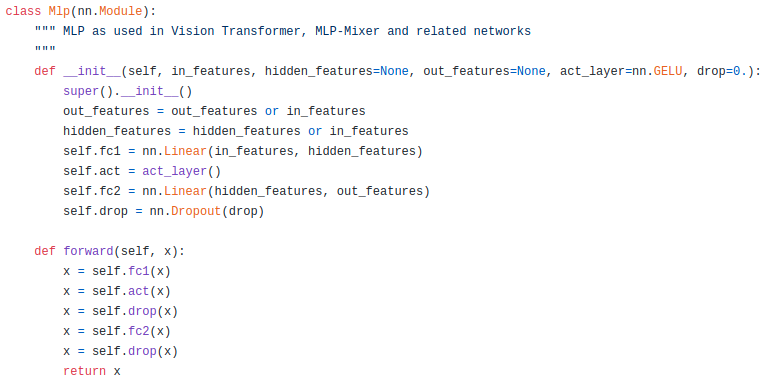 class Mlp(nn.Module):
    """ MLP as used in Vision Transformer, MLP-Mixer and related networks
    """
    def __init__(self, in_features, hidden_features=None, out_features=None, act_layer=nn.GELU, drop=0.):
        super().__init__()
        out_features = out_features or in_features
        hidden_features = hidden_features or in_features
        self.fc1 = nn.Linear(in_features, hidden_features)
        self.act = act_layer()
        self.fc2 = nn.Linear(hidden_features, out_features)
        self.drop = nn.Dropout(drop)

    def forward(self, x):
        x = self.fc1(x)
        x = self.act(x)
        x = self.drop(x)
        x = self.fc2(x)
        x = self.drop(x)
        return x